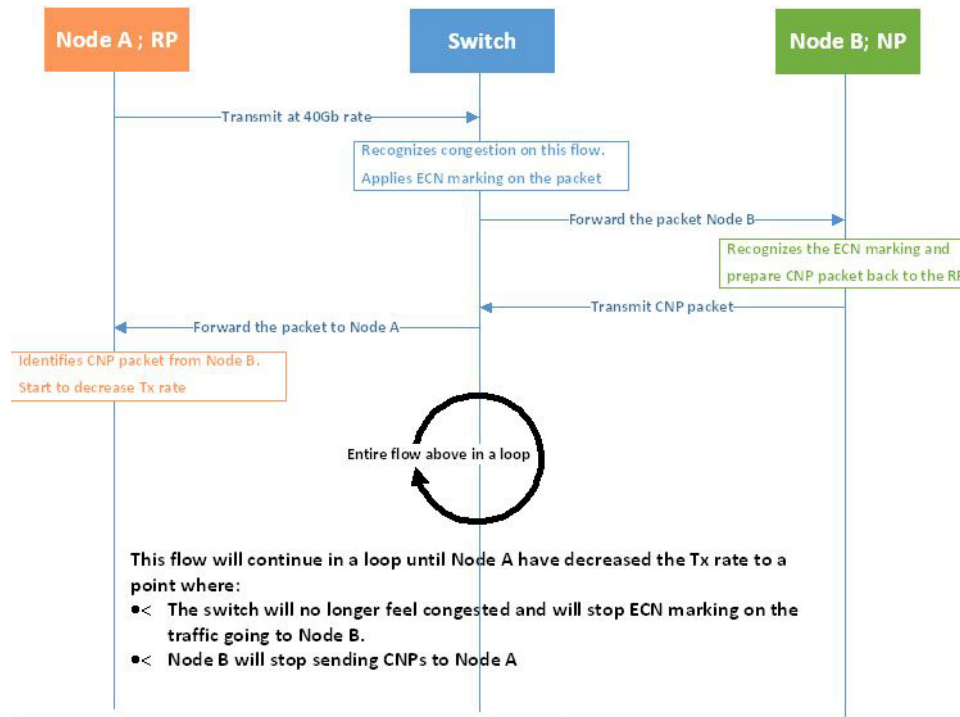 Node A ; RP
Switch
Node B; NP
Transmit at 40Gb rate
Recognizes congestion on this flow.
Applies ECN marking on the packet
Forward the packet Node B
Recognizes the ECN marking and
prepare CNP packet back to the RP
Transmit CNP packet
Forward the packet to Node A
Identifies CNP packet from Node B.
Start to decrease Tx rate
Entire flow above in a loop
This flow will continue in a loop until Node A have decreased the Tx rate to a
point where:
•< The switch will no longer feel congested and will stop ECN marking on the
traffic going to Node B.
•< Node B will stop sending CNPs to Node A